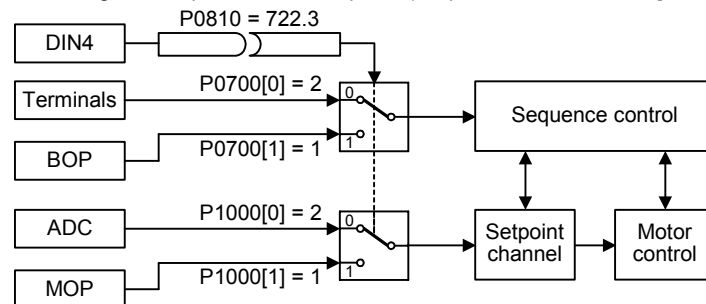 P0810 = 722.3
DIN4
P0700[0] = 2
0
Terminals
Sequence control
BOP
1
P0700[1] = 1
P1000[0] = 2
0
ADC
Setpoint channel
Motor control
MOP
1
P1000[1] = 1